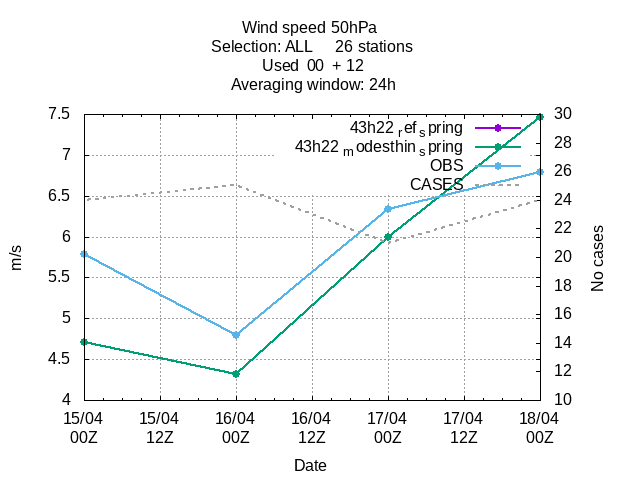 Wind speed 50hPa
Selection: ALL 26 stations
Used 00 + 12
Averaging window: 24h
7.5
7
6.5
6
5.5
5
4.5
4
m/s
30
28
26
24
22
20
18
16
14
12
10
No cases
43h22 ref spring
43h22 modesthin spring
OBS
CASES
15/04 15/04 16/04 16/04 17/04 17/04 18/04
00Z 12Z 00Z 12Z 00Z 12Z 00Z
Date